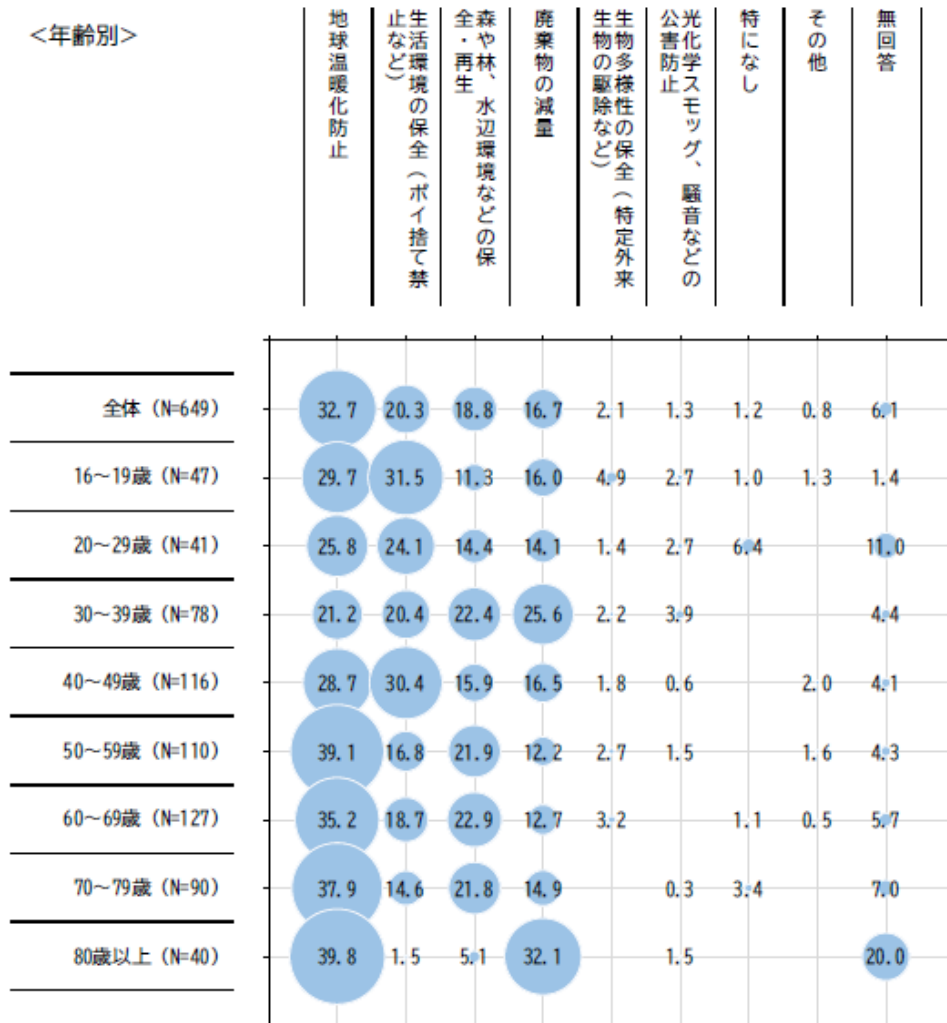 <年齢別>
地球温暖化防止
生活環境の保全（ポイ捨て禁
止など）
森や林、水辺環境などの保
全・再生
廃棄物の減量
生物多様性の保全（特定外来
生物の駆除など）
光化学スモッグ、騒音などの
公害防止
特になし
その他
無回答
全体（N=649） 32.7 20.3 18.8 16.7 2.1 1.3 1.2 0.8 6.1
16～19歳（N=47） 29.7 31.5 11.3 16.0 4.9 2.7 1.0 1.3 1.4
20～29歳（N=41） 25.8 24.1 14.4 14.1 1.4 2.7 6.4 11.0
30～39歳（N=78） 21.2 20.4 22.4 25.6 2.2 3.9 4.4
40～49歳（N=116） 28.7 30.4 15.9 16.5 1.8 0.6 2.0 4.1
50～59歳（N=110） 39.1 16.8 21.9 12.2 2.7 1.5 1.6 4.3
60～69歳（N=127） 35.2 18.7 22.9 12.7 3.2 1.1 0.5 5.7
70～79歳（N=90） 37.9 14.6 21.8 14.9 0.3 3.4 7.0
80歳以上（N=40） 39.8 1.5 5.1 32.1 1.5 20.0